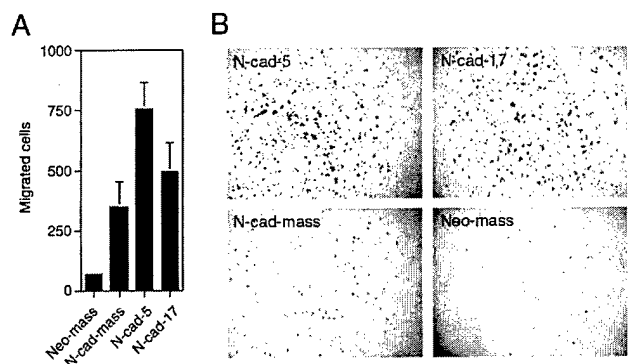 A
Migrated cells
1000
750
500
250
0
Neo-mass
N-cad-mass
N-cad-5
N-cad-17
B
N-cad-5
N-cad-17
N-cad-mass
Neo-mass